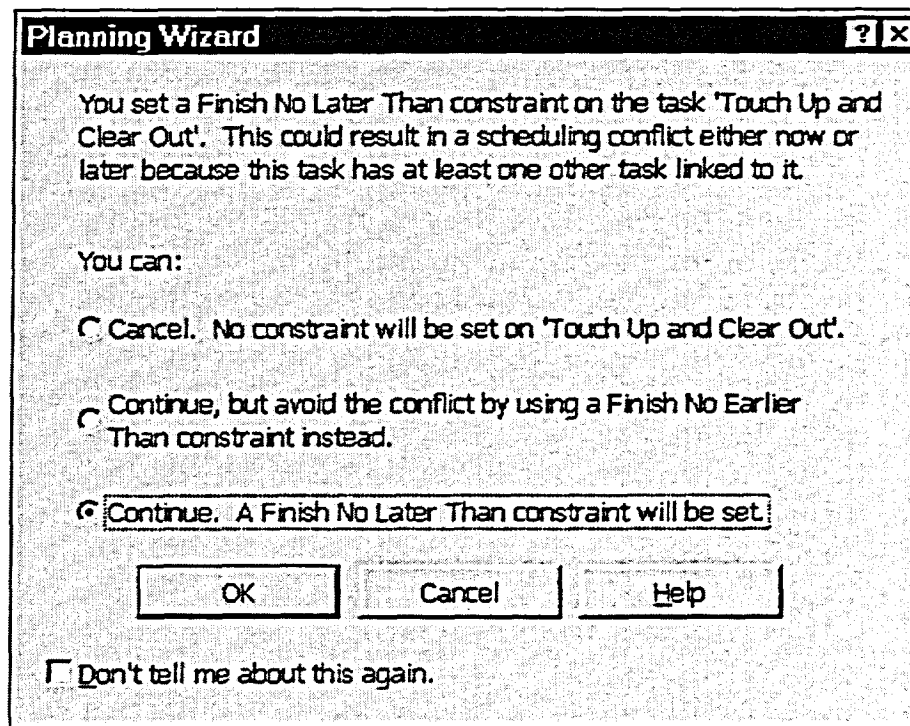 Planning Wizard
? X
You set a Finish No Later Than constraint on the task 'Touch Up and
Clear Out'. This could result in a scheduling conflict either now or
later because this task has at least one other task linked to it.
You can:
Cancel. No constraint will be set on 'Touch Up and Clear Out'.
Continue, but avoid the conflict by using a Finish No Earlier
Than constraint instead.
Continue. A Finish No Later Than constraint will be set.
OK Cancel Help
Don't tell me about this again.